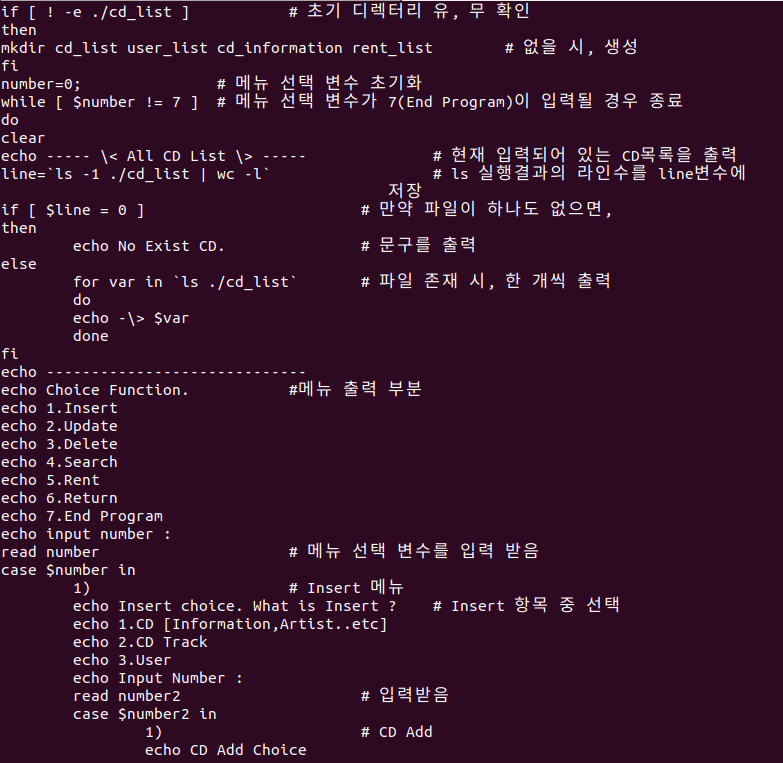 if [ ! -e ./cd_list ] # 초기 디렉터리 유, 무 확인
then
mkdir cd_list user_list cd_information rent_list # 없을 시, 생성
fi
number=0; # 메뉴 선택 변수 초기화
while [ $number != 7 ] # 메뉴 선택 변수가 7(End Program)이 입력될 경우 종료
do
clear
echo ----- \< All CD List \> ----- # 현재 입력되어 있는 CD목록을 출력
line=`ls -1 ./cd_list | wc -l` # ls 실행결과의 라인수를 line변수에
저장
if [ $line = 0 ] # 만약 파일이 하나도 없으면,
then
echo No Exist CD. # 문구를 출력
else
for var in `ls ./cd_list` # 파일 존재 시, 한 개씩 출력
do
echo -\> $var
done
fi
echo -----------------------------
echo Choice Function. #메뉴 출력 부분
echo 1.Insert
echo 2.Update
echo 3.Delete
echo 4.Search
echo 5.Rent
echo 6.Return
echo 7.End Program
echo input number :
read number # 메뉴 선택 변수를 입력 받음
case $number in
1) # Insert 메뉴
echo Insert choice. What is Insert ? # Insert 항목 중 선택
echo 1.CD [Information,Artist..etc]
echo 2.CD Track
echo 3.User
echo Input Number :
read number2 # 입력받음
case $number2 in
1) # CD Add
echo CD Add Choice